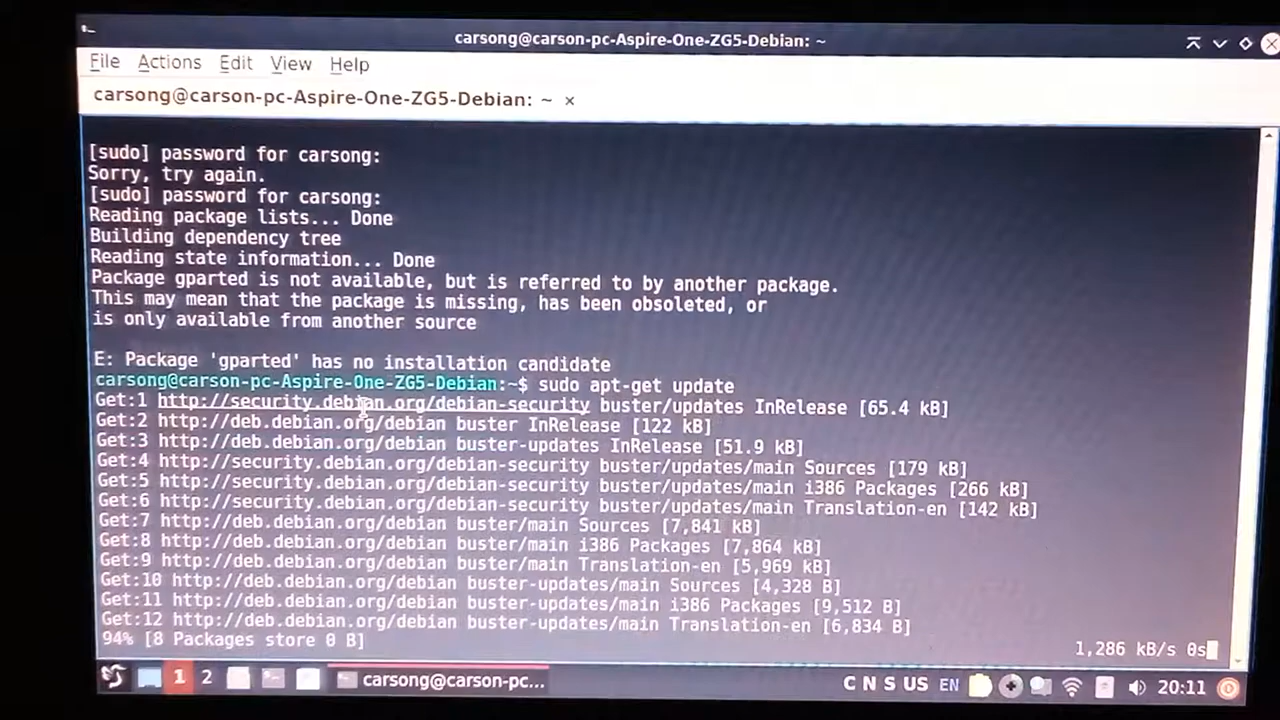 carsong@carson-pc-Aspire-One-ZG5-Debian: ~
File Actions Edit View Help
carsong@carson-pc-Aspire-One-ZG5-Debian: ~ ×
[sudo] password for carsong:
Sorry, try again.
[sudo] password for carsong:
Reading package lists... Done
Building dependency tree
Reading state information... Done
Package gparted is not available, but is referred to by another package.
This may mean that the package is missing, has been obsoleted, or
is only available from another source
E: Package 'gparted' has no installation candidate
carsong@carson-pc-Aspire-One-ZG5-Debian:~$ sudo apt-get update
Get:1 http://security.debian.org/debian-security buster/updates InRelease [65.4 kB]
Get:2 http://deb.debian.org/debian buster InRelease [122 kB]
Get:3 http://deb.debian.org/debian buster-updates InRelease [51.9 kB]
Get:4 http://security.debian.org/debian-security buster/updates/main Sources [179 kB]
Get:5 http://security.debian.org/debian-security buster/updates/main i386 Packages [266 kB]
Get:6 http://security.debian.org/debian-security buster/updates/main Translation-en [142 kB]
Get:7 http://deb.debian.org/debian buster/main Sources [7,841 kB]
Get:8 http://deb.debian.org/debian buster/main i386 Packages [7,864 kB]
Get:9 http://deb.debian.org/debian buster/main Translation-en [5,969 kB]
Get:10 http://deb.debian.org/debian buster-updates/main Sources [4,328 B]
Get:11 http://deb.debian.org/debian buster-updates/main i386 Packages [9,512 B]
Get:12 http://deb.debian.org/debian buster-updates/main Translation-en [6,834 B]
94% [8 Packages store 0 B] 1,286 kB/s 0s
1 2 carsong@carson-pc... C N S US EN 20:11